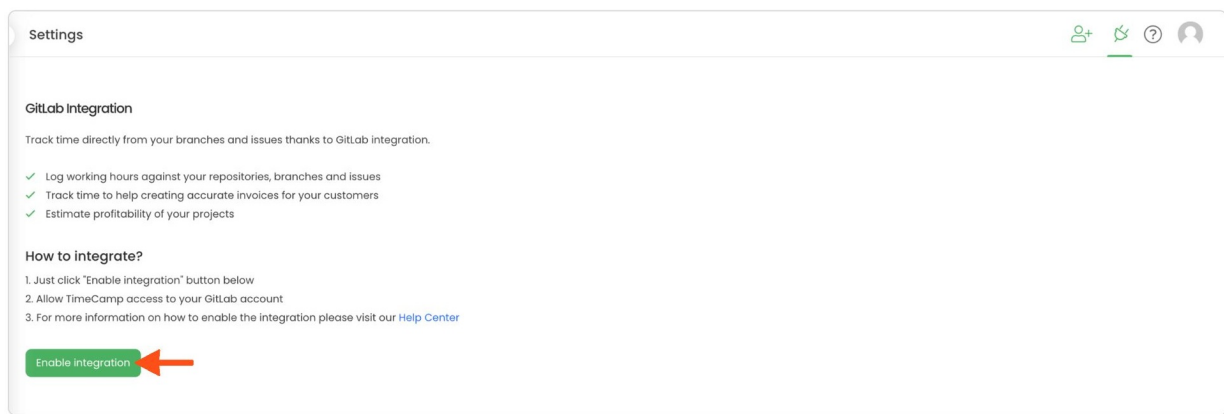 Settings
GitLab Integration
Track time directly from your branches and issues thanks to GitLab integration.
Log working hours against your repositories, branches and issues
Track time to help creating accurate invoices for your customers
Estimate profitability of your projects
How to integrate?
1. Just click "Enable integration" button below
2. Allow TimeCamp access to your GitLab account
3. For more information on how to enable the integration please visit our Help Center
Enable integration